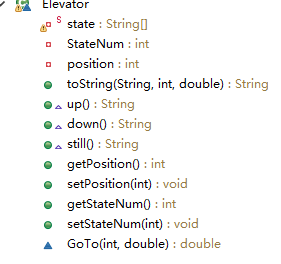 Elevator
S state : String[]
StateNum : int
position : int
toString(String, int, double) : String
up() : String
down() : String
still() : String
getPosition() : int
setPosition(int) : void
getStateNum() : int
setStateNum(int) : void
GoTo(int, double) : double